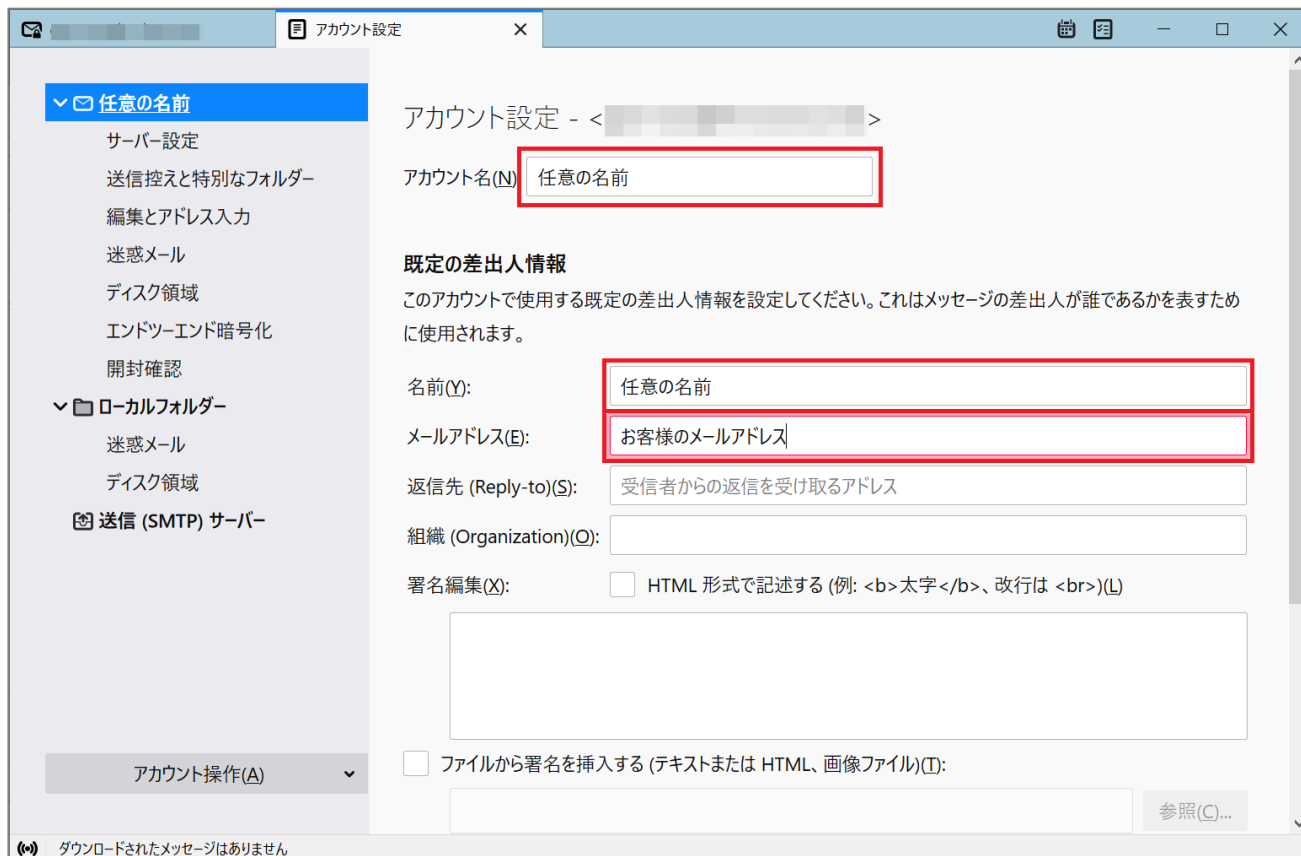 アカウント設定
任意の名前
サーバー設定
送信控えと特別なフォルダー
編集とアドレス入力
迷惑メール
ディスク領域
エンドツーエンド暗号化
開封確認
ローカルフォルダー
迷惑メール
ディスク領域
送信 (SMTP) サーバー
アカウント操作(A)
アカウント設定 - < >
アカウント名(N) 任意の名前
既定の差出人情報
このアカウントで使用する既定の差出人情報を設定してください。これはメッセージの差出人が誰であるかを表すため
に使用されます。
名前(Y): 任意の名前
メールアドレス(E): お客様のメールアドレス
返信先 (Reply-to)(S): 受信者からの返信を受け取るアドレス
組織 (Organization)(O):
署名編集(X): HTML 形式で記述する (例: <b>太字</b>、改行は <br>)(L)
ファイルから署名を挿入する (テキストまたは HTML、画像ファイル)(T):
参照(C)...
ダウンロードされたメッセージはありません